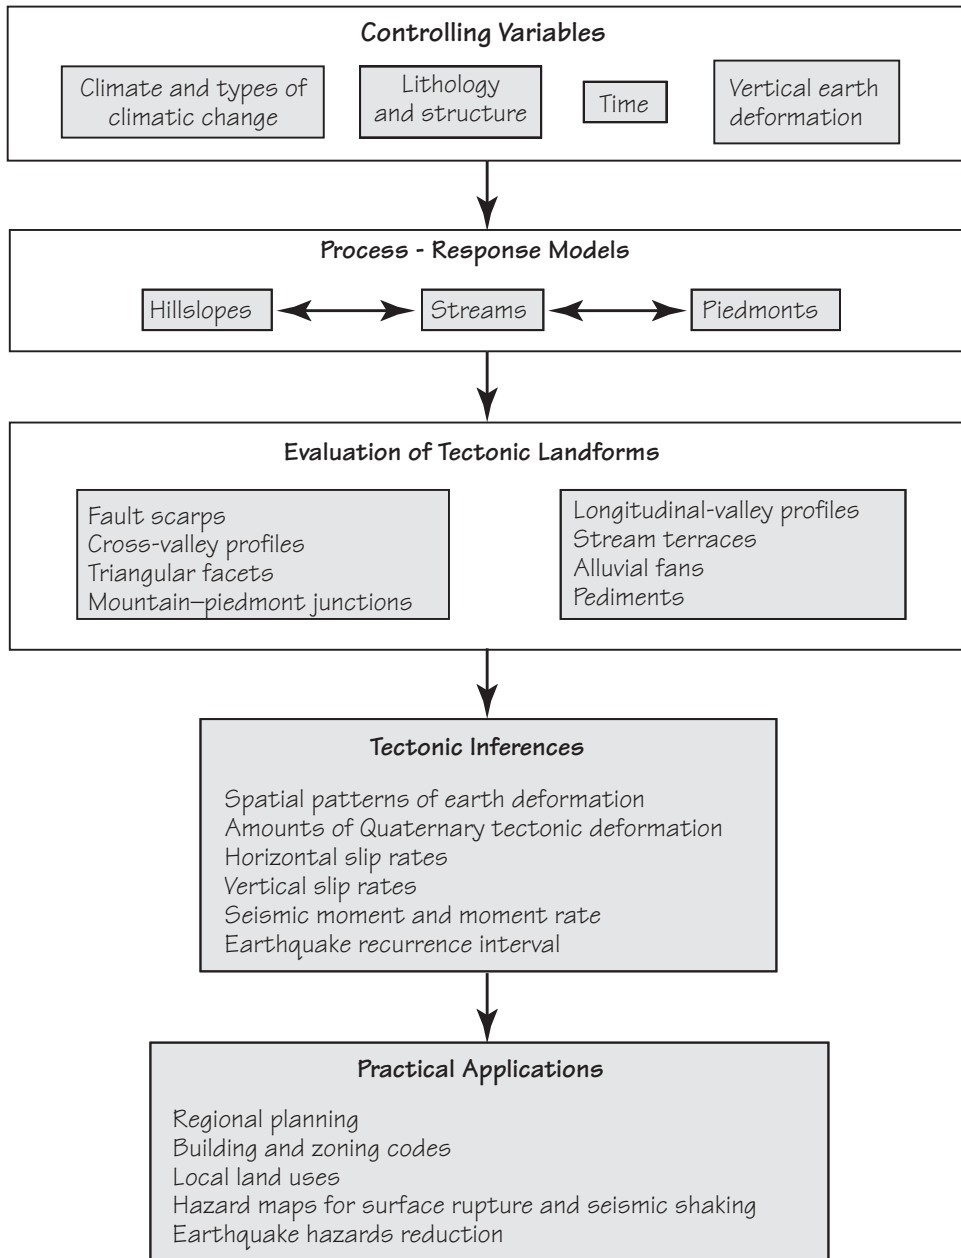 Controlling Variables
Climate and types of
climatic change
Lithology
and structure
Time
Vertical earth
deformation
Process - Response Models
Hillslopes
Streams
Piedmonts
Evaluation of Tectonic Landforms
Fault scarps
Cross-valley profiles
Triangular facets
Mountain–piedmont junctions
Longitudinal-valley profiles
Stream terraces
Alluvial fans
Pediments
Tectonic Inferences
Spatial patterns of earth deformation
Amounts of Quaternary tectonic deformation
Horizontal slip rates
Vertical slip rates
Seismic moment and moment rate
Earthquake recurrence interval
Practical Applications
Regional planning
Building and zoning codes
Local land uses
Hazard maps for surface rupture and seismic shaking
Earthquake hazards reduction